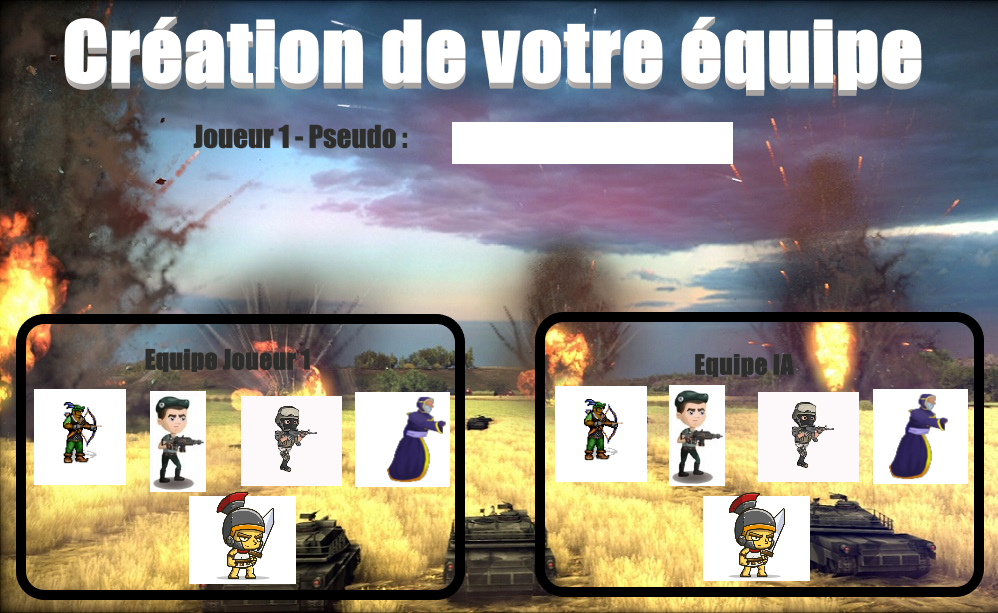 Création de votre équipe
Joueur 1 - Pseudo :
Equipe Joueur 1
Equipe IA